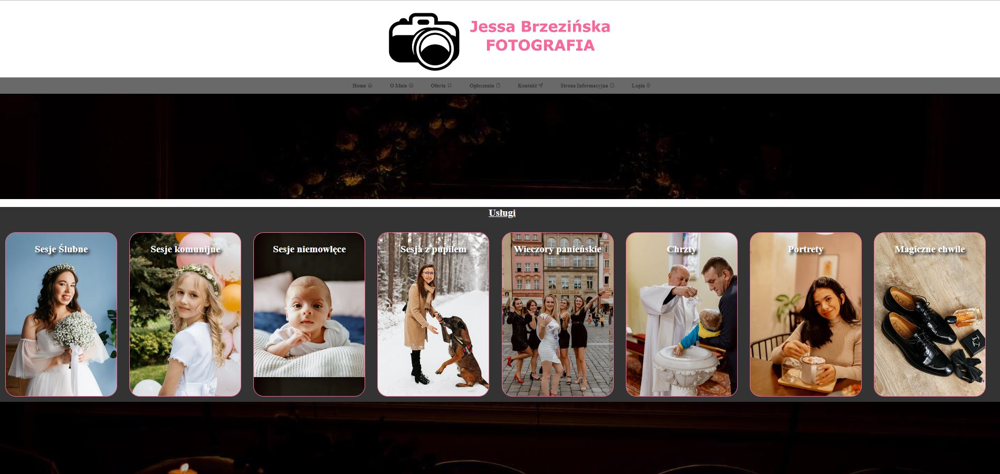 Jessa Brzezińska
FOTOGRAFIA
Home
O Mnie
Oferta
Ogłoszenia
Kontakt
Strona Informacyjna
Login
Usługi
Sesje Ślubne
Sesje komunijne
Sesje niemowlęce
Sesja z pupilem
Wieczory panieńskie
Chrzty
Portrety
Magiczne chwile